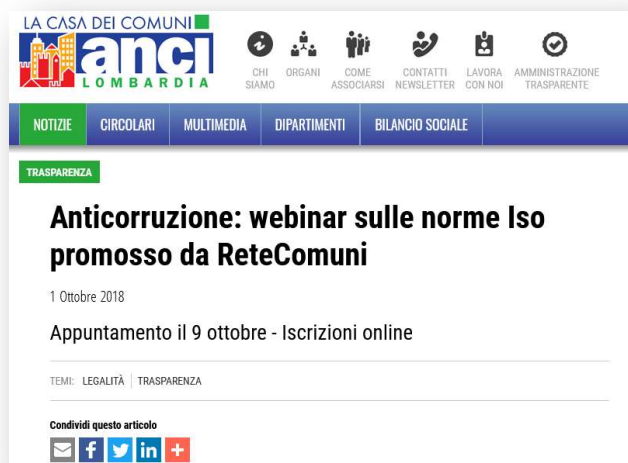 LA CASA DEI COMUNI
anci
LOMBARDIA
CHI SIAMO
ORGANI
COME ASSOCIARSI
CONTATTI NEWSLETTER
LAVORA CON NOI
AMMINISTRAZIONE TRASPARENTE
NOTIZIE CIRCOLARI MULTIMEDIA DIPARTIMENTI BILANCIO SOCIALE
TRASPARENZA
Anticorruzione: webinar sulle norme Iso
promosso da ReteComuni
1 Ottobre 2018
Appuntamento il 9 ottobre - Iscrizioni online
TEMI: LEGALITÀ TRASPARENZA
Condividi questo articolo